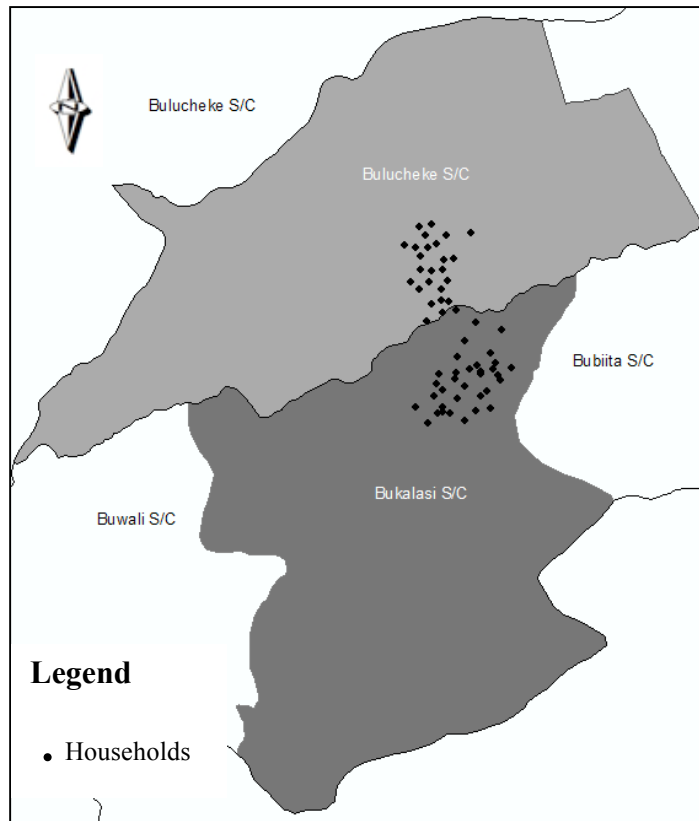 N
Bulucheke S/C
Bulucheke S/C
Bubiita S/C
Bukalasi S/C
Buwali S/C
Legend
Households